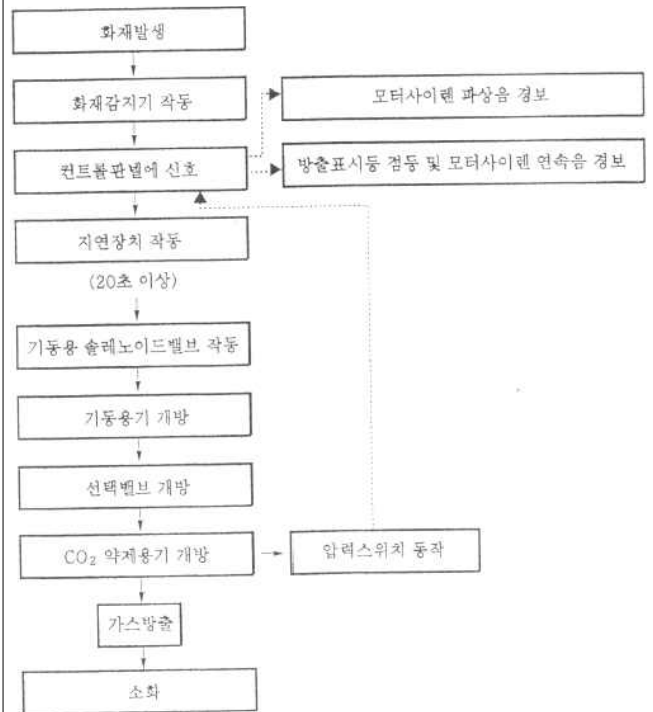 화재발생
화재감지기 작동
모터사이렌 파상음 경보
컨트롤판넬에 신호
방출표시등 점등 및 모터사이렌 연속음 경보
지연장치 작동
(20초 이상)
기동용 솔레노이드밸브 작동
기동용기 개방
선택밸브 개방
CO₂ 약제용기 개방
압력스위치 동작
가스방출
소화